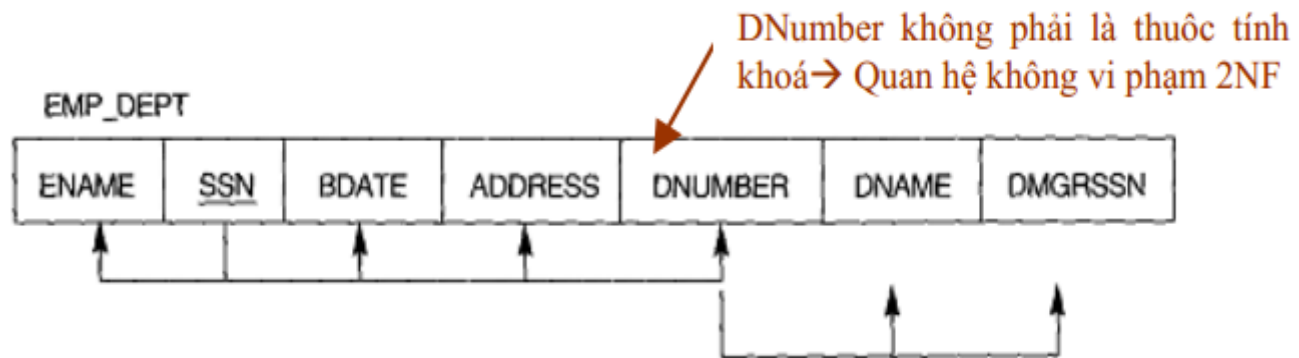 DNumber không phải là thuôc tính
khoá→ Quan hệ không vi phạm 2NF
EMP_DEPT
ENAME SSN BDATE ADDRESS DNUMBER DNAME DMGRSSN